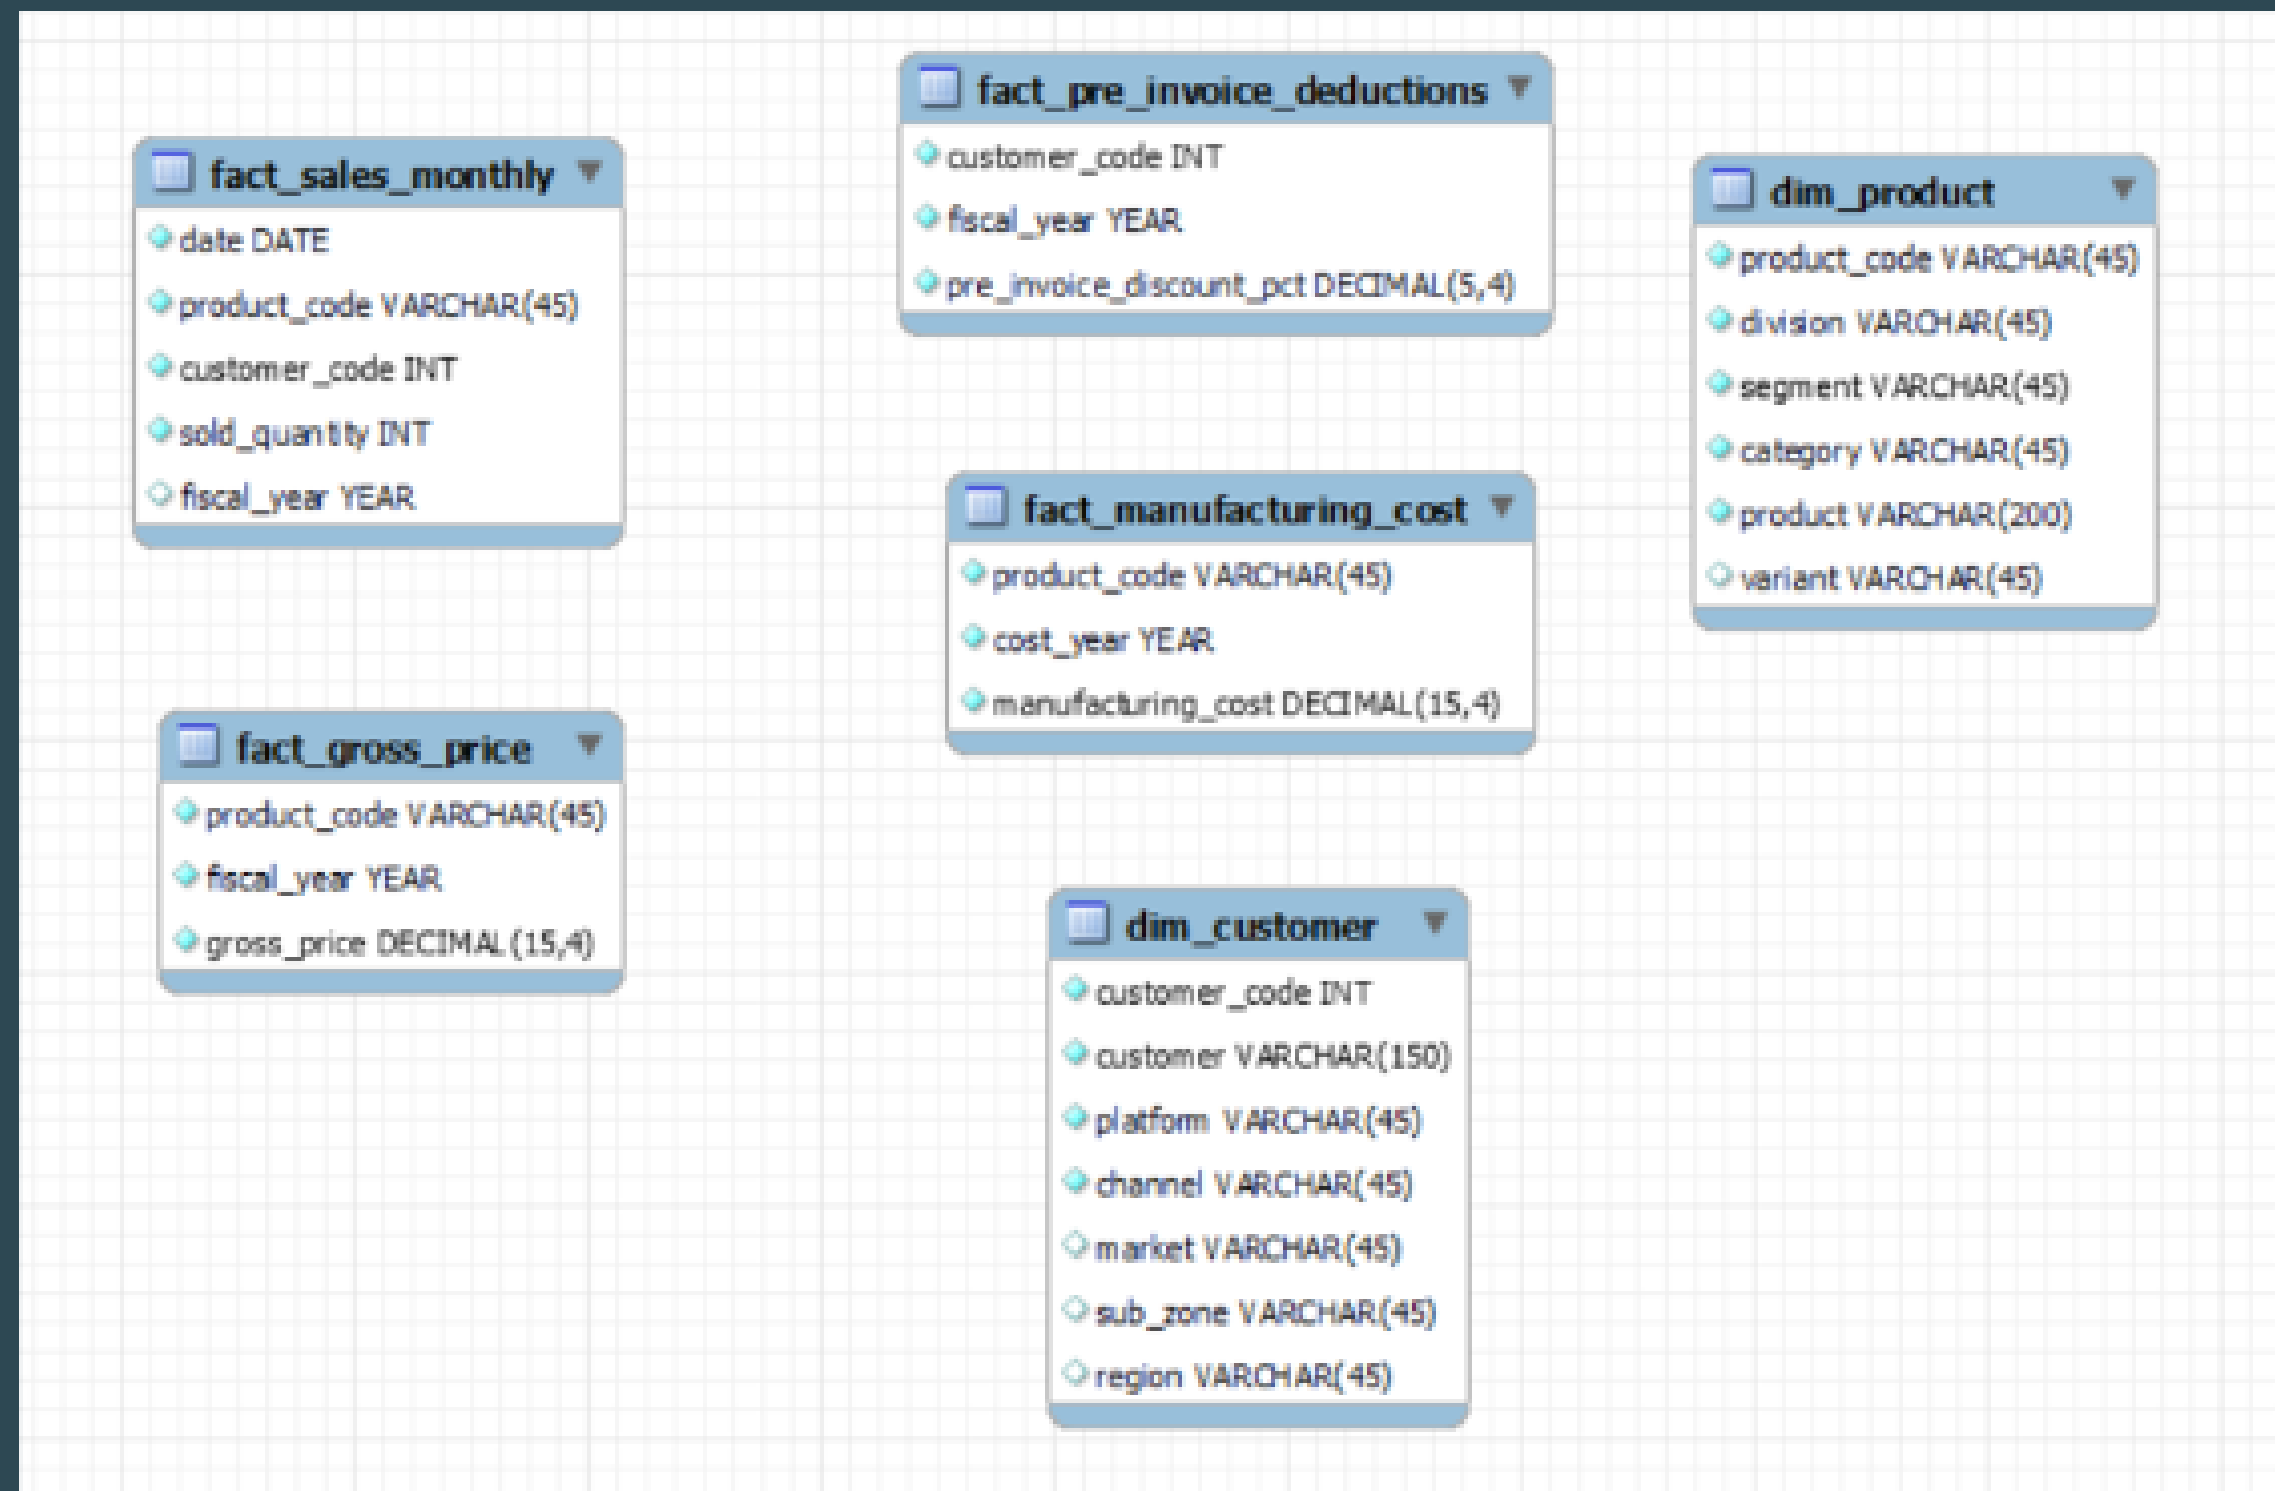 fact_sales_monthly
date DATE
product_code VARCHAR(45)
customer_code INT
sold_quantity INT
fiscal_year YEAR
fact_gross_price
product_code VARCHAR(45)
fiscal_year YEAR
gross_price DECIMAL(15,4)
fact_pre_invoice_deductions
customer_code INT
fiscal_year YEAR
pre_invoice_discount_pct DECIMAL(5,4)
fact_manufacturing_cost
product_code VARCHAR(45)
cost_year YEAR
manufacturing_cost DECIMAL(15,4)
dim_customer
customer_code INT
customer VARCHAR(150)
platform VARCHAR(45)
channel VARCHAR(45)
market VARCHAR(45)
sub_zone VARCHAR(45)
region VARCHAR(45)
dim_product
product_code VARCHAR(45)
division VARCHAR(45)
segment VARCHAR(45)
category VARCHAR(45)
product VARCHAR(200)
variant VARCHAR(45)